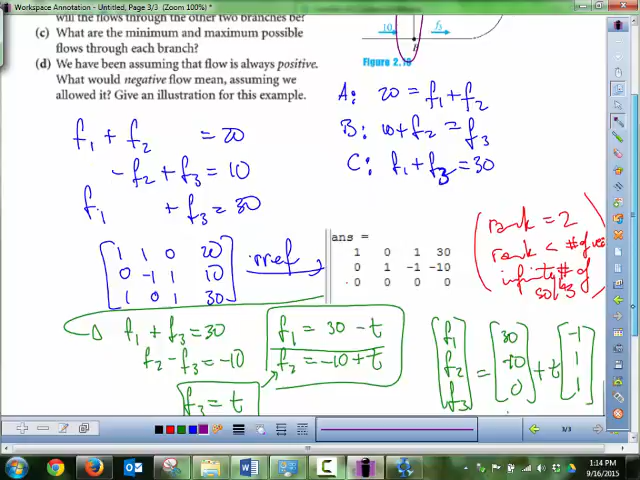 Workspace Annotation - Untitled, Page 3/3 (Zoom 100%) *
will the flows through the other two branches be?
(c) What are the minimum and maximum possible
flows through each branch?
(d) We have been assuming that flow is always positive.
What would negative flow mean, assuming we
allowed it? Give an illustration for this example.
10
f3
B
Figure 2.18
A: 20 = f1 + f2
B: 10 + f2 = f3
C: f1 + f3 = 30
f1 + f2 = 20
-f2 + f3 = 10
f1 + f3 = 30
1 1 0 20
0 -1 1 10
1 0 1 30
rref
ans =
1 0 1 30
0 1 -1 -10
0 0 0 0
rank = 2
rank < # of
infinity # of
sols
f1 + f3 = 30
f2 - f3 = -10
f3 = t
f1 = 30 - t
f2 = -10 + t
f1
f2
f3
=
30
-10
0
+ t
-1
1
1
3/3
1:14 PM
9/16/2015